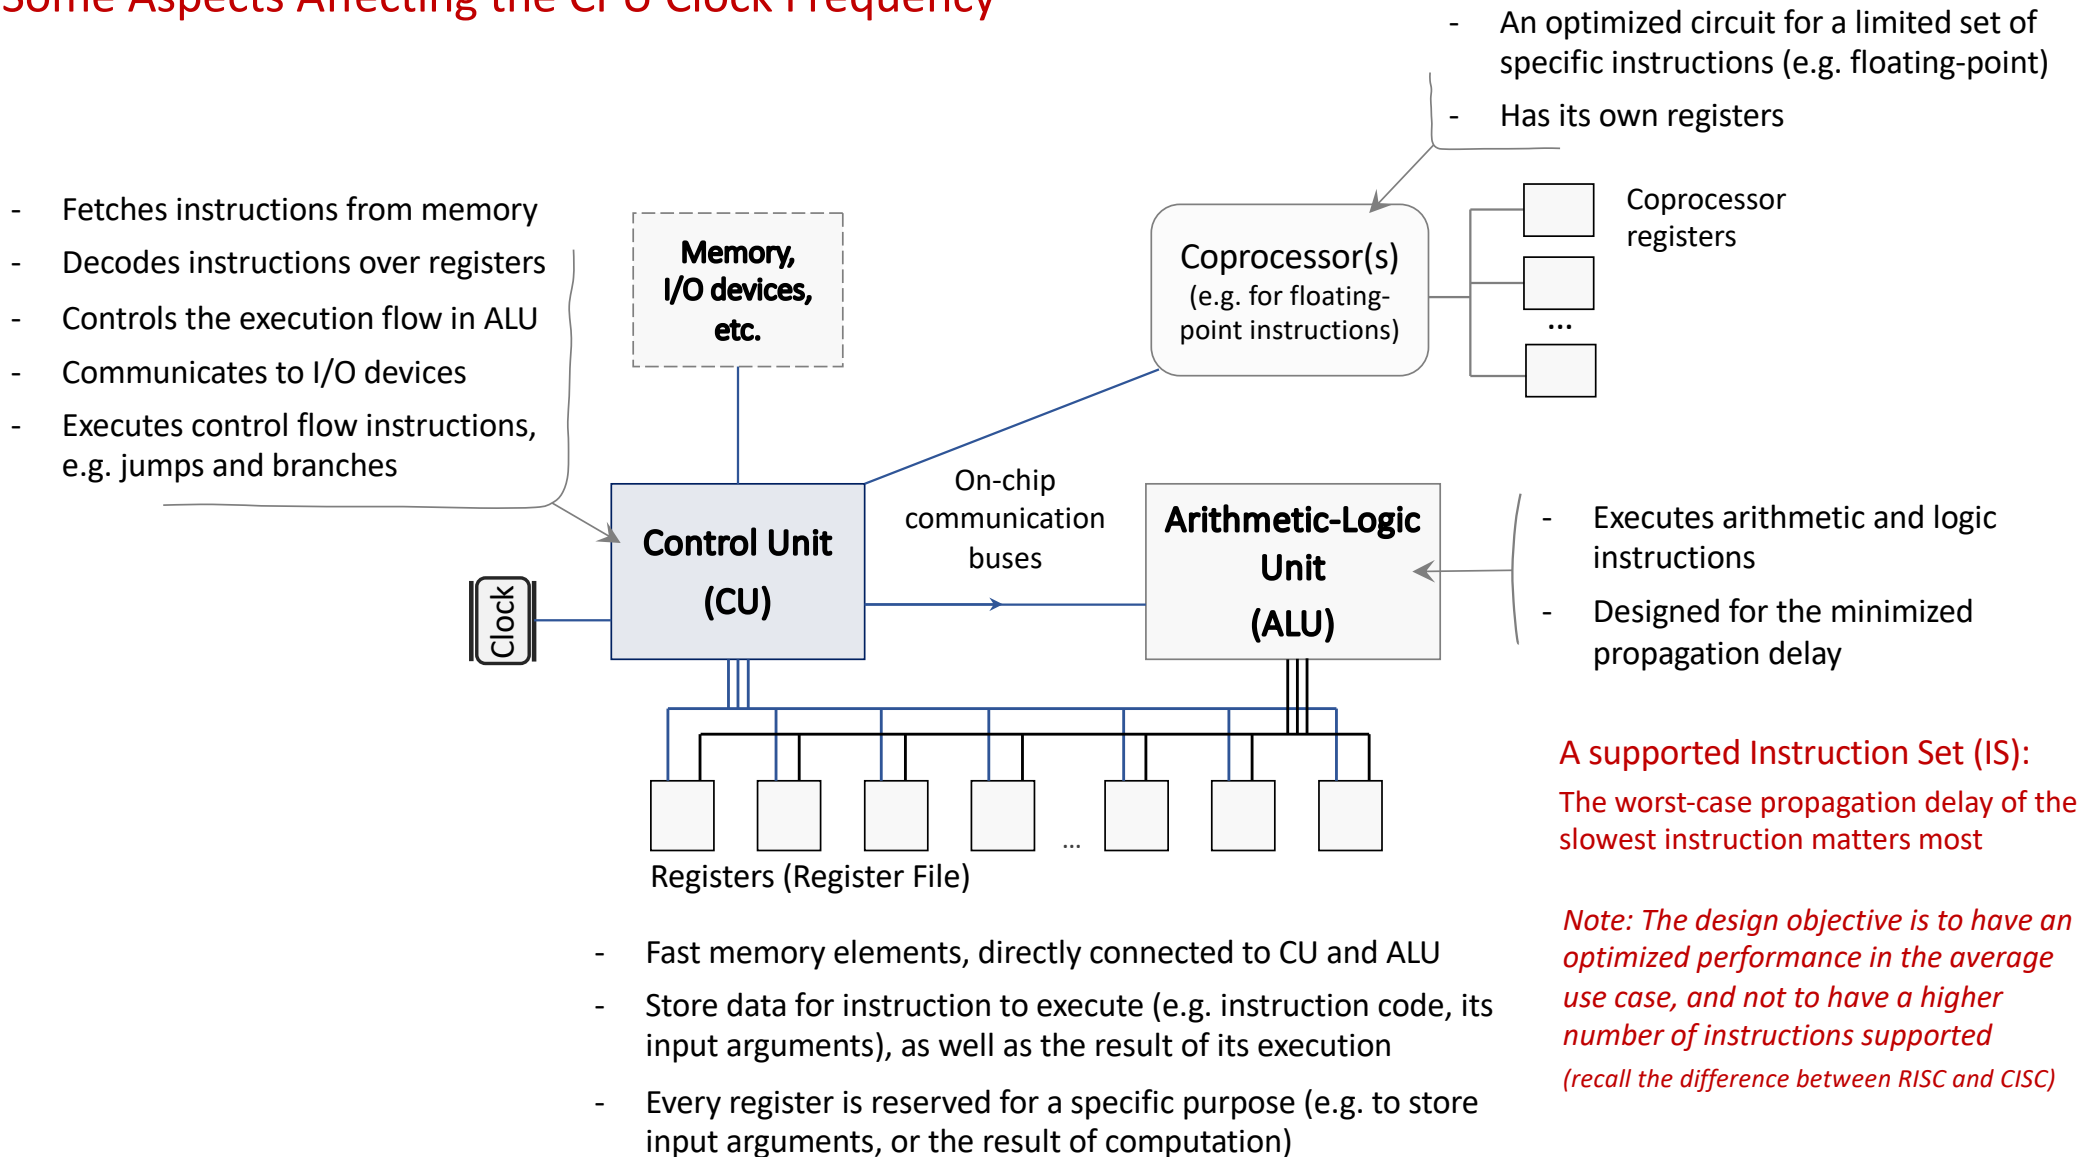 Some Aspects Affecting the CPU Clock Frequency
- An optimized circuit for a limited set of
specific instructions (e.g. floating-point)
- Has its own registers
- Fetches instructions from memory
- Decodes instructions over registers
- Controls the execution flow in ALU
- Communicates to I/O devices
- Executes control flow instructions,
e.g. jumps and branches
Memory,
I/O devices,
etc.
Coprocessor(s)
(e.g. for floating-
point instructions)
Coprocessor
registers
...
Clock
Control Unit
(CU)
On-chip
communication
buses
Arithmetic-Logic
Unit
(ALU)
- Executes arithmetic and logic
instructions
- Designed for the minimized
propagation delay
...
Registers (Register File)
A supported Instruction Set (IS):
The worst-case propagation delay of the
slowest instruction matters most
Note: The design objective is to have an
optimized performance in the average
use case, and not to have a higher
number of instructions supported
(recall the difference between RISC and CISC)
- Fast memory elements, directly connected to CU and ALU
- Store data for instruction to execute (e.g. instruction code, its
input arguments), as well as the result of its execution
- Every register is reserved for a specific purpose (e.g. to store
input arguments, or the result of computation)